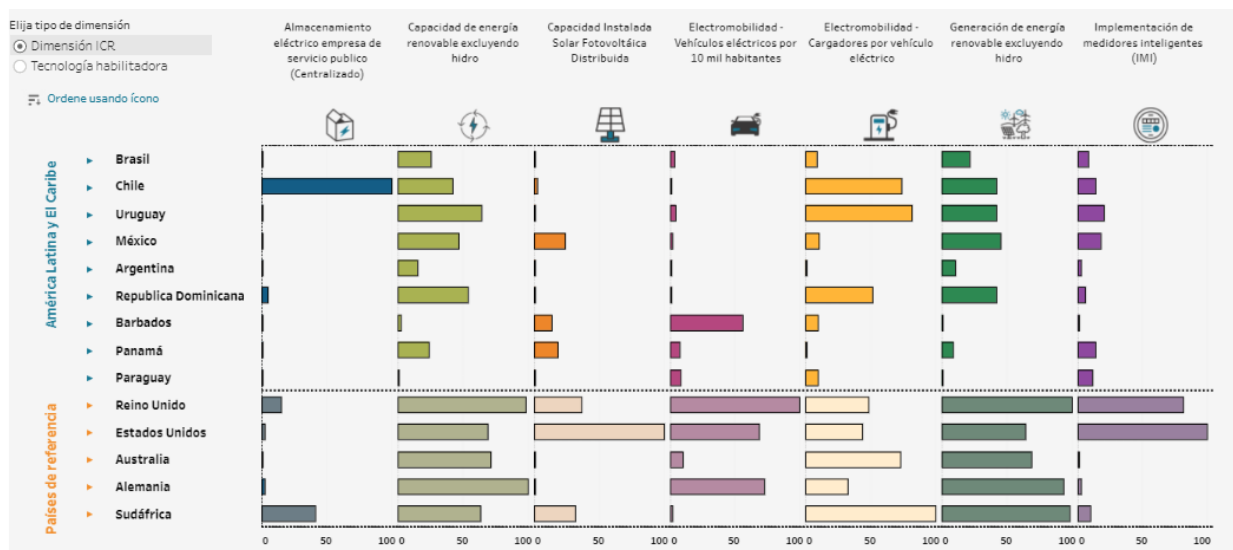 Elija tipo de dimensión
Dimensión ICR
Tecnología habilitadora
Ordene usando ícono
Almacenamiento
eléctrico empresa de
servicio publico
(Centralizado)
Capacidad de energía
renovable excluyendo
hidro
Capacidad Instalada
Solar Fotovoltáica
Distribuida
Electromobilidad -
Vehículos eléctricos por
10 mil habitantes
Electromobilidad -
Cargadores por vehículo
eléctrico
Generación de energía
renovable excluyendo
hidro
Implementación de
medidores inteligentes
(IMI)
América Latina y El Caribe
Brasil
Chile
Uruguay
México
Argentina
Republica Dominicana
Barbados
Panamá
Paraguay
Países de referencia
Reino Unido
Estados Unidos
Australia
Alemania
Sudáfrica
0 50 100 0 50 100 0 50 100 0 50 100 0 50 100 0 50 100 0 50 100